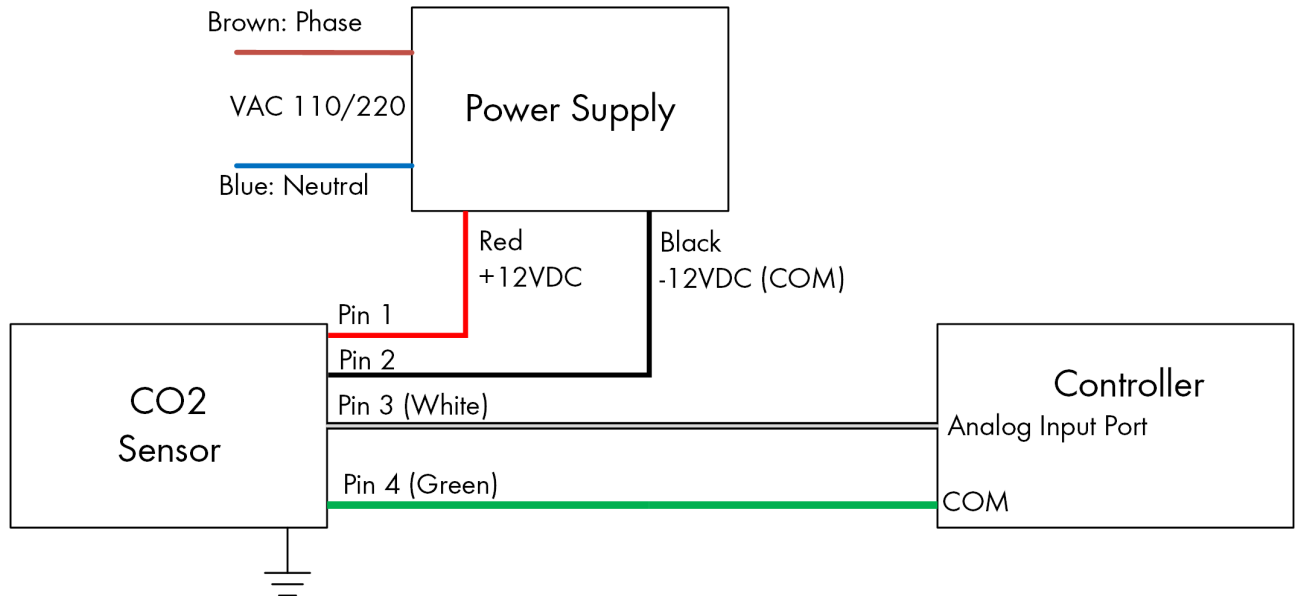 Brown: Phase
VAC 110/220
Power Supply
Blue: Neutral
Red
+12VDC
Black
-12VDC (COM)
Pin 1
Pin 2
CO2
Sensor
Pin 3 (White)
Pin 4 (Green)
Controller
Analog Input Port
COM